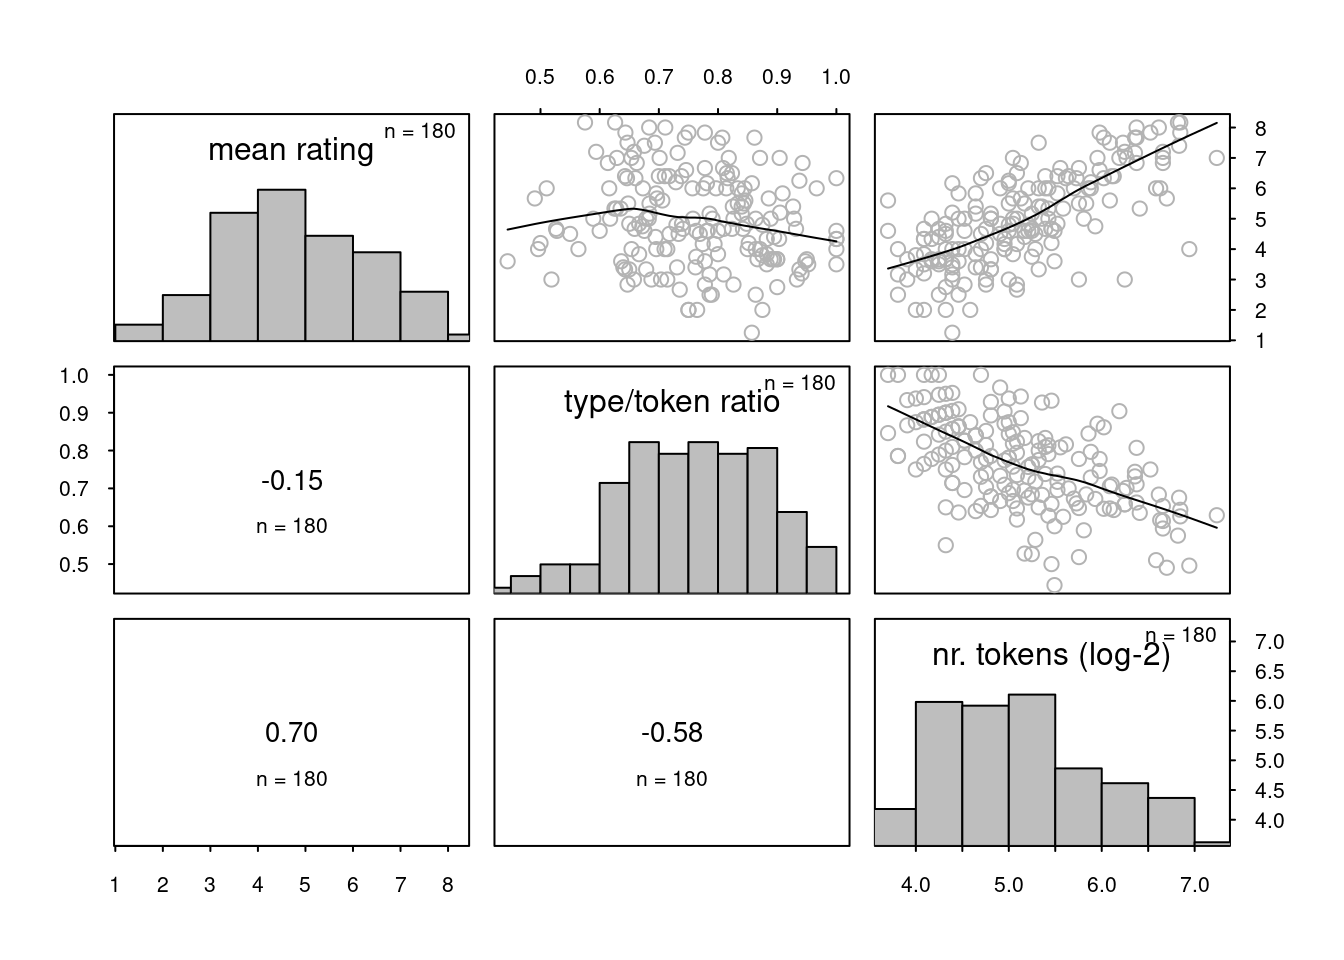 0.5 0.6 0.7 0.8 0.9 1.0
n = 180
mean rating
8
7
6
5
4
3
2
1
1.0
0.9
0.8
0.7
0.6
0.5
-0.15
n = 180
n = 180
type/token ratio
0.70
n = 180
-0.58
n = 180
n = 180
nr. tokens (log-2)
7.0
6.5
6.0
5.5
5.0
4.5
4.0
1 2 3 4 5 6 7 8
4.0 5.0 6.0 7.0